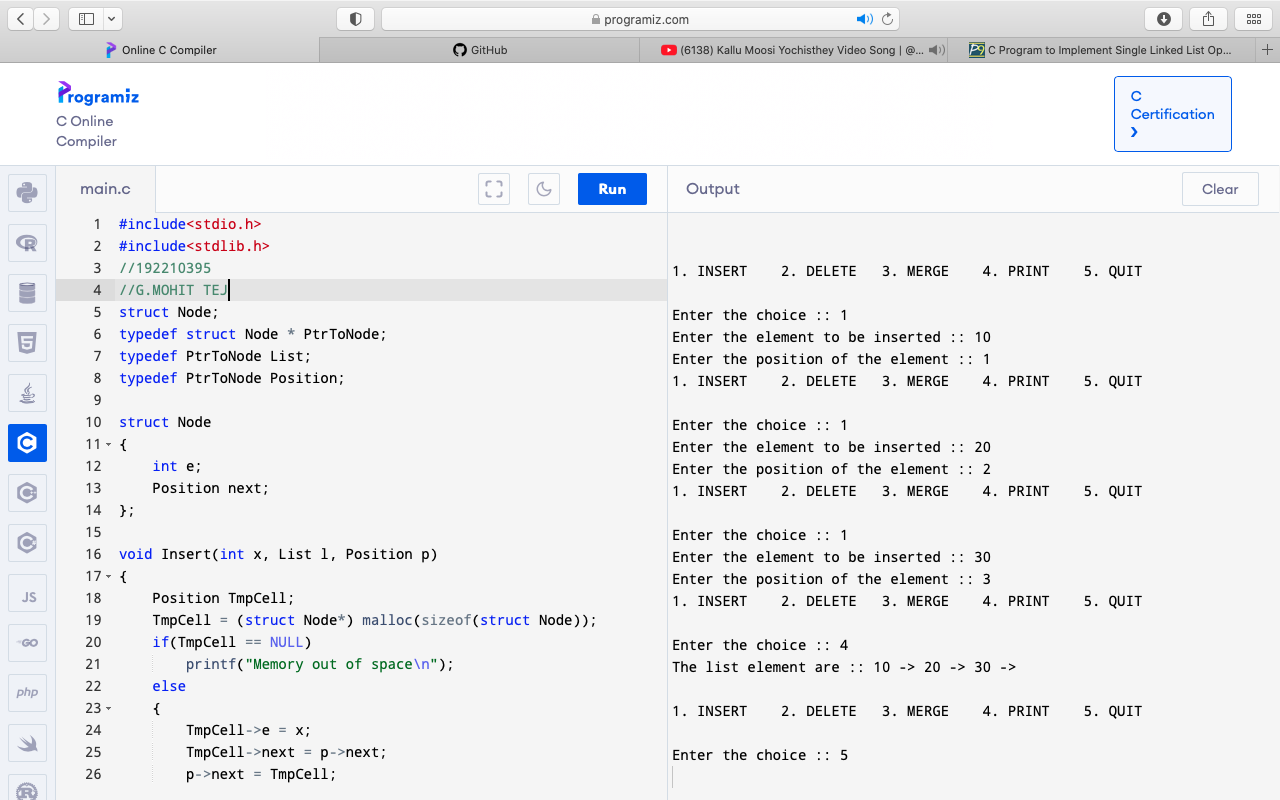 programiz.com
Online C Compiler
GitHub
(6138) Kallu Moosi Yochisthey Video Song | @...
C Program to Implement Single Linked List Op...
Programiz
C Online
Compiler
C
Certification
main.c
Run
Output
Clear
1 #include<stdio.h>
2 #include<stdlib.h>
3 //192210395
4 //G.MOHIT TEJ
5 struct Node;
6 typedef struct Node * PtrToNode;
7 typedef PtrToNode List;
8 typedef PtrToNode Position;
9
10 struct Node
11 {
12 int e;
13 Position next;
14 };
15
16 void Insert(int x, List l, Position p)
17 {
18 Position TmpCell;
19 TmpCell = (struct Node*) malloc(sizeof(struct Node));
20 if(TmpCell == NULL)
21 printf("Memory out of space\n");
22 else
23 {
24 TmpCell->e = x;
25 TmpCell->next = p->next;
26 p->next = TmpCell;
1. INSERT 2. DELETE 3. MERGE 4. PRINT 5. QUIT
Enter the choice :: 1
Enter the element to be inserted :: 10
Enter the position of the element :: 1
1. INSERT 2. DELETE 3. MERGE 4. PRINT 5. QUIT
Enter the choice :: 1
Enter the element to be inserted :: 20
Enter the position of the element :: 2
1. INSERT 2. DELETE 3. MERGE 4. PRINT 5. QUIT
Enter the choice :: 1
Enter the element to be inserted :: 30
Enter the position of the element :: 3
1. INSERT 2. DELETE 3. MERGE 4. PRINT 5. QUIT
Enter the choice :: 4
The list element are :: 10 -> 20 -> 30 ->
1. INSERT 2. DELETE 3. MERGE 4. PRINT 5. QUIT
Enter the choice :: 5
JS
GO
php